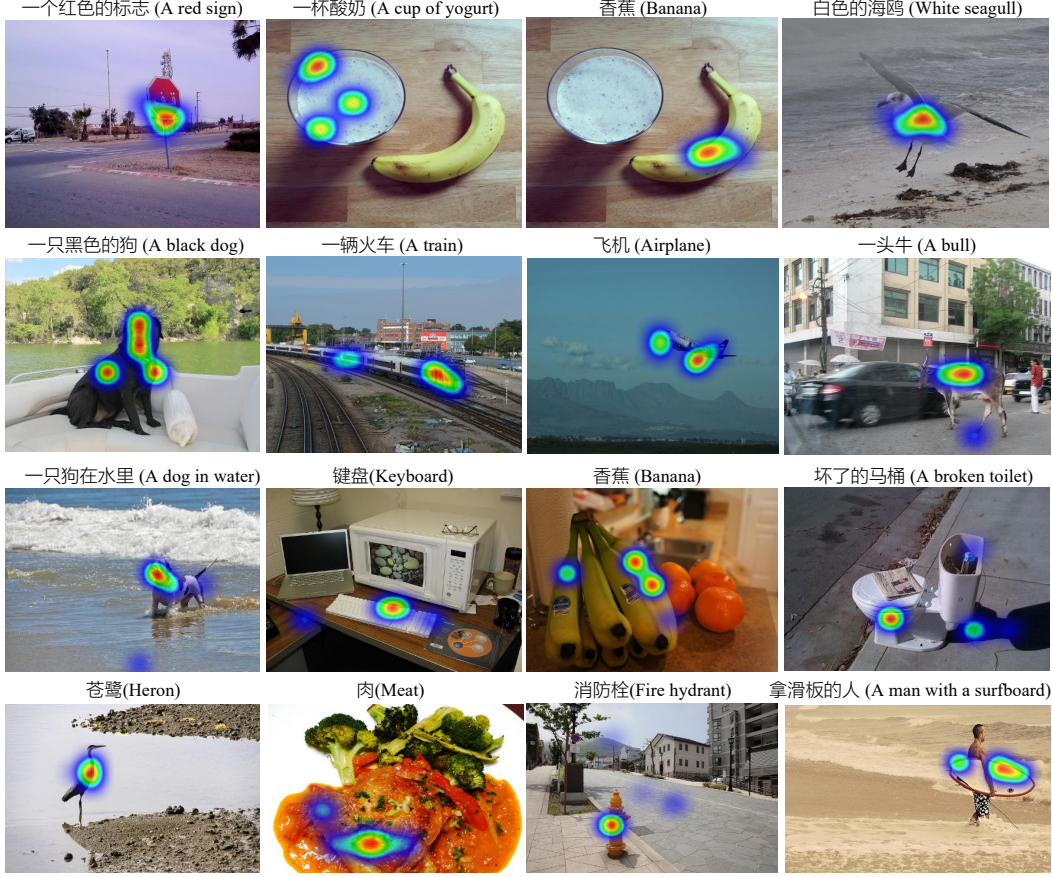 一个红色的标志 (A red sign)
一杯酸奶 (A cup of yogurt)
香蕉 (Banana)
白色的海鸥 (White seagull)
一只黑色的狗 (A black dog)
一辆火车 (A train)
飞机 (Airplane)
一头牛 (A bull)
一只狗在水里 (A dog in water)
键盘(Keyboard)
香蕉 (Banana)
坏了的马桶 (A broken toilet)
苍鹭(Heron)
肉(Meat)
消防栓(Fire hydrant)
拿滑板的人 (A man with a surfboard)